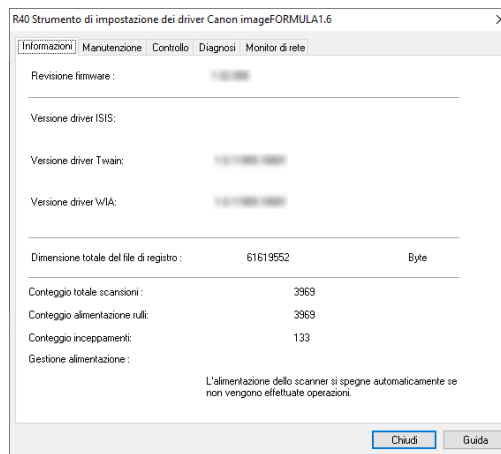 R40 Strumento di impostazione dei driver Canon imageFORMULA1.6
Informazioni Manutenzione Controllo Diagnosi Monitor di rete
Revisione firmware :
Versione driver ISIS:
Versione driver Twain:
Versione driver WIA:
Dimensione totale del file di registro : 61619552 Byte
Conteggio totale scansioni : 3969
Conteggio alimentazione rulli: 3969
Conteggio inceppamenti: 133
Gestione alimentazione :
L'alimentazione dello scanner si spegne automaticamente se
non vengono effettuate operazioni.
Chiudi Guida